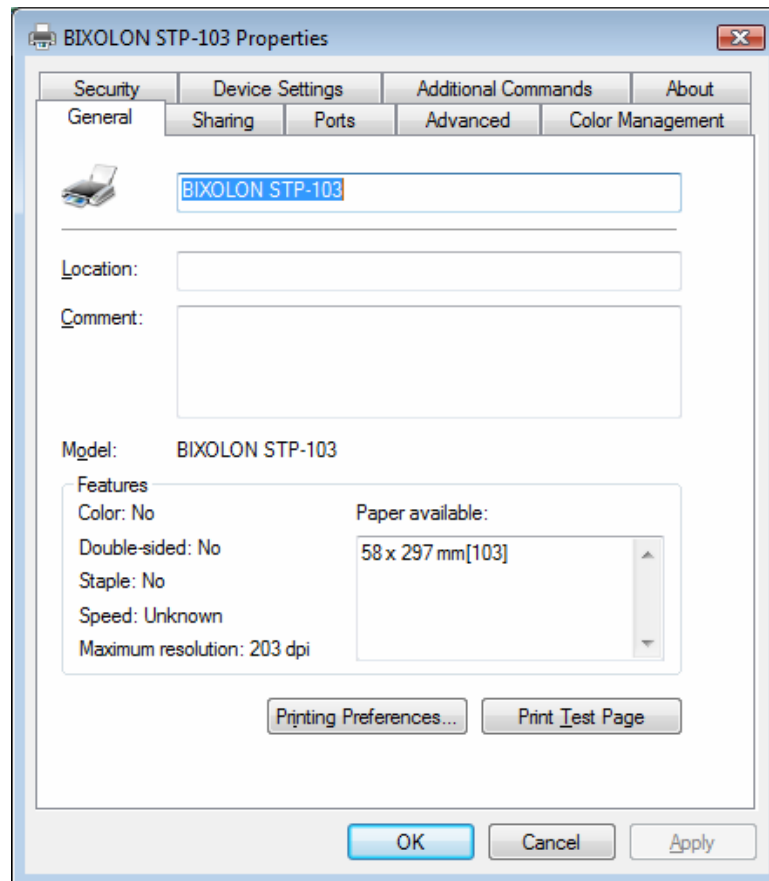 BIXOLON STP-103 Properties
Security Device Settings Additional Commands About
General Sharing Ports Advanced Color Management
BIXOLON STP-103
Location:
Comment:
Model: BIXOLON STP-103
Features
Color: No
Double-sided: No
Staple: No
Speed: Unknown
Maximum resolution: 203 dpi
Paper available:
58 x 297 mm[103]
Printing Preferences... Print Test Page
OK Cancel Apply